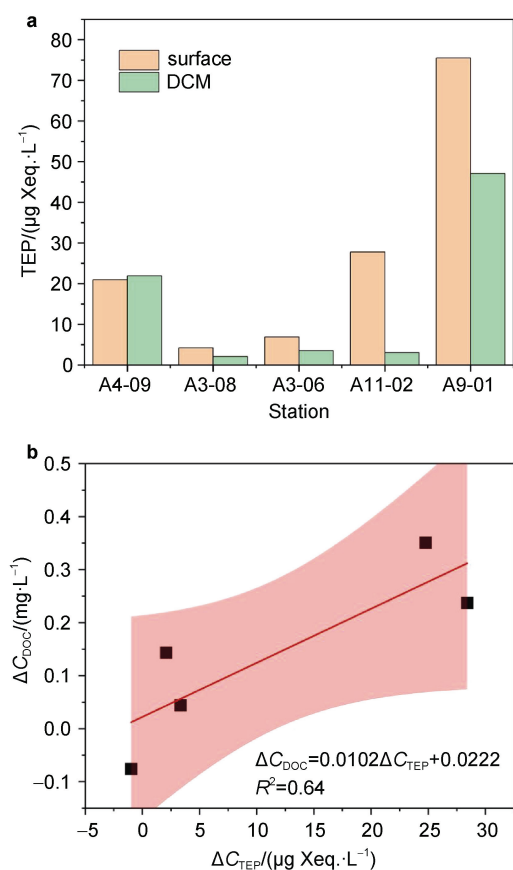 a
surface
DCM
80
70
60
50
40
30
20
10
0
TEP/(μg Xeq.·L⁻¹)
A4-09 A3-08 A3-06 A11-02 A9-01
Station
b
0.5
0.4
0.3
0.2
0.1
0.0
−0.1
ΔC_DOC/(mg·L⁻¹)
ΔC_DOC=0.0102ΔC_TEP+0.0222
R²=0.64
−5 0 5 10 15 20 25 30
ΔC_TEP/(μg Xeq.·L⁻¹)